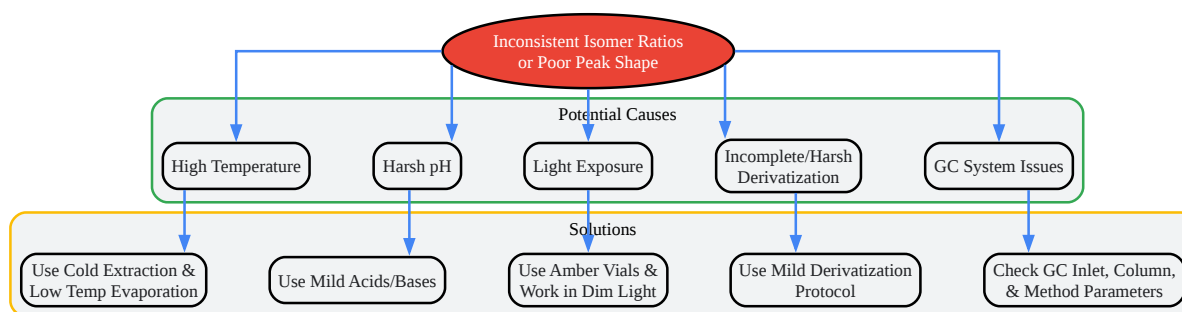 Inconsistent Isomer Ratios
or Poor Peak Shape
Potential Causes
High Temperature
Harsh pH
Light Exposure
Incomplete/Harsh
Derivatization
GC System Issues
Solutions
Use Cold Extraction &
Low Temp Evaporation
Use Mild Acids/Bases
Use Amber Vials &
Work in Dim Light
Use Mild Derivatization
Protocol
Check GC Inlet, Column,
& Method Parameters